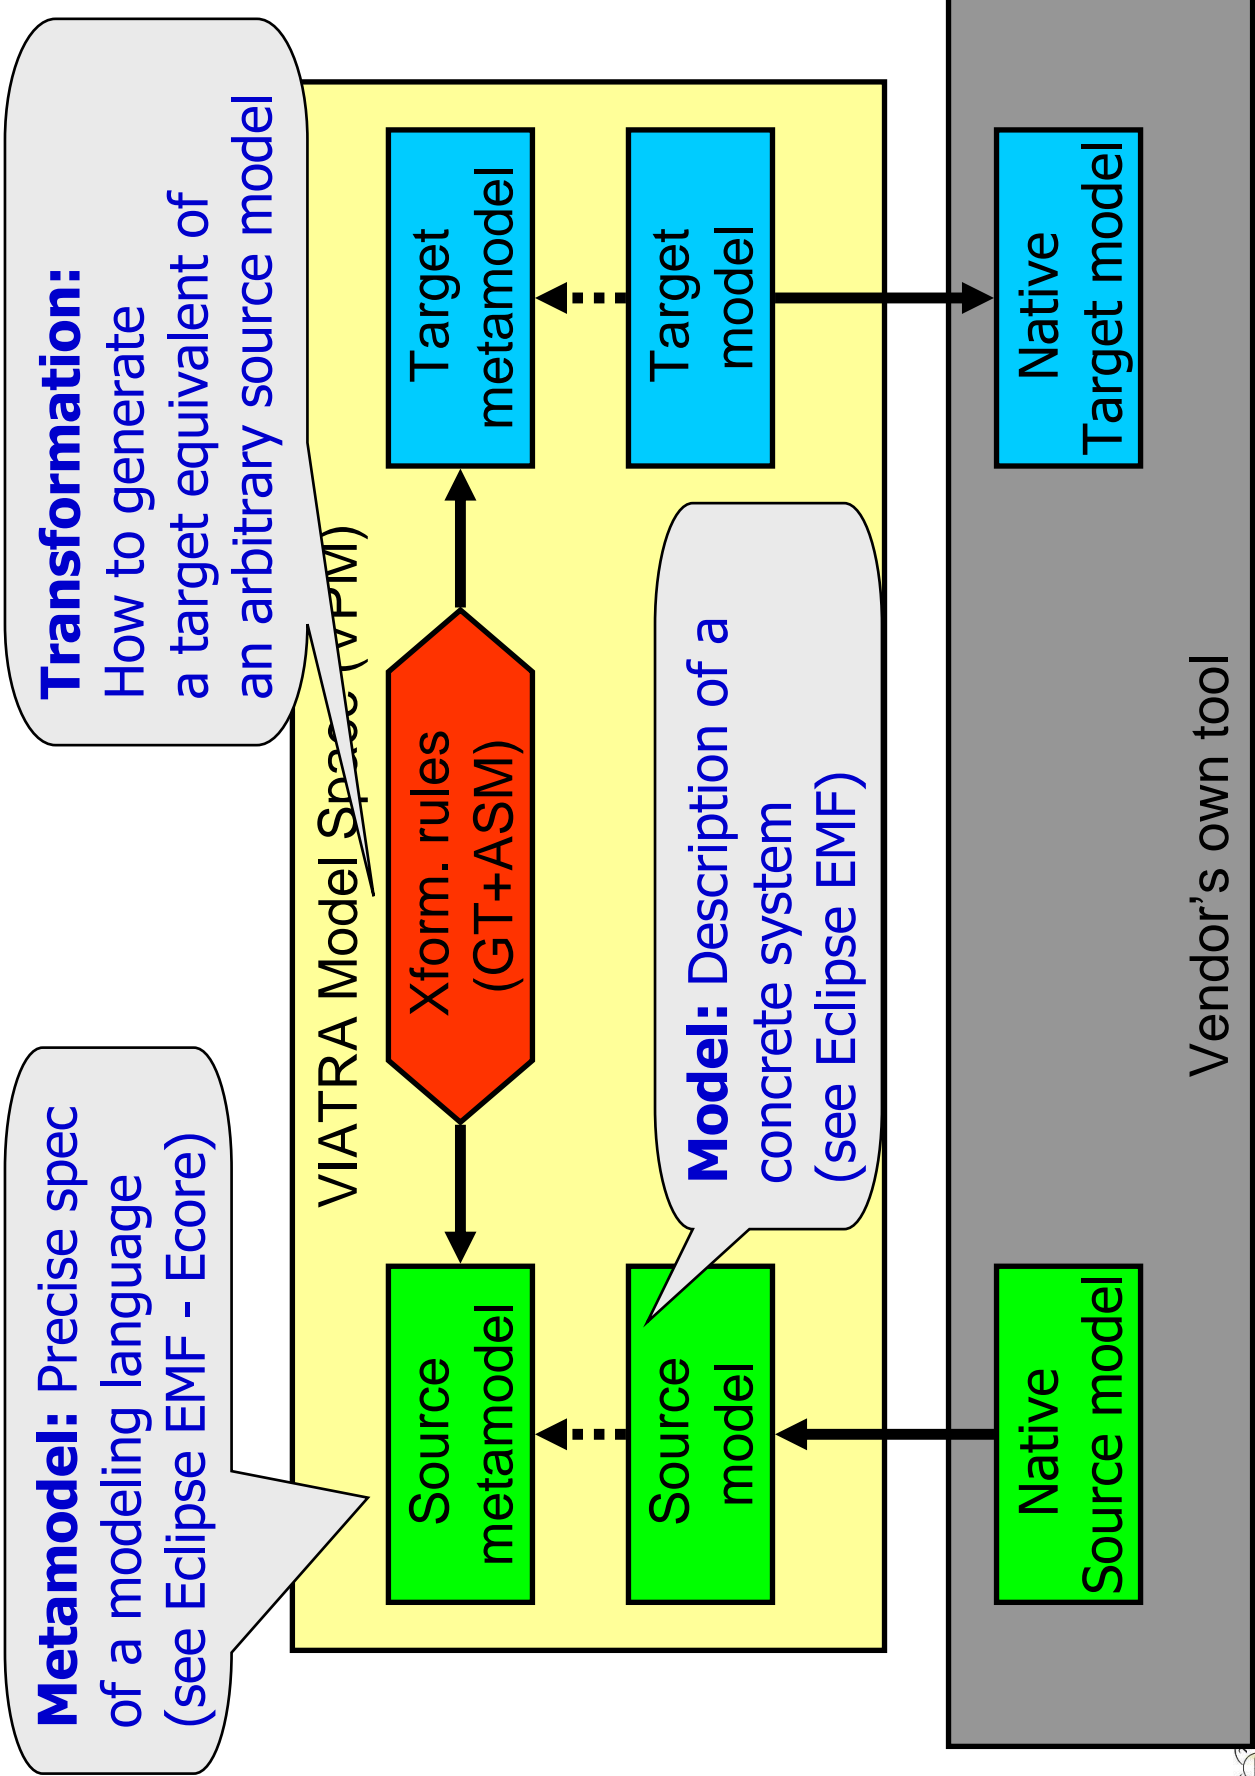 Metamodel: Precise spec
of a modeling language
(see Eclipse EMF - Ecore)
Transformation:
How to generate
a target equivalent of
an arbitrary source model
VIATRA Model Space (VPM)
Source
metamodel
Xform. rules
(GT+ASM)
Target
metamodel
Source
model
Model: Description of a
concrete system
(see Eclipse EMF)
Target
model
Native
Source model
Native
Target model
Vendor’s own tool